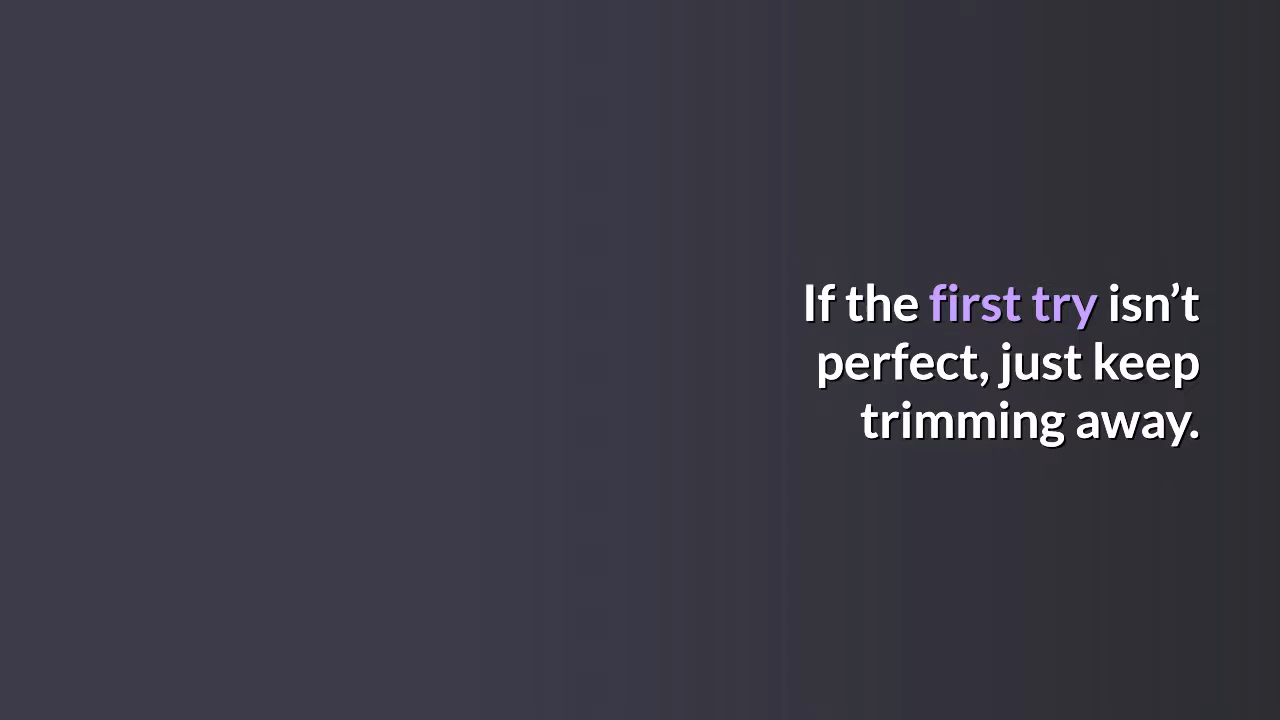 If the first try isn’t
perfect, just keep
trimming away.